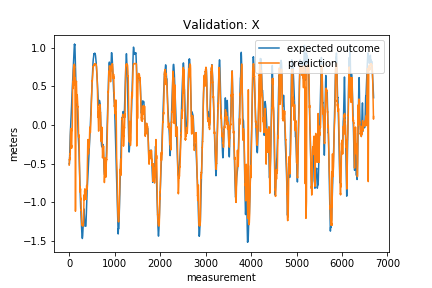 Validation: X
expected outcome
prediction
1.0
0.5
0.0
−0.5
−1.0
−1.5
meters
0 1000 2000 3000 4000 5000 6000 7000
measurement